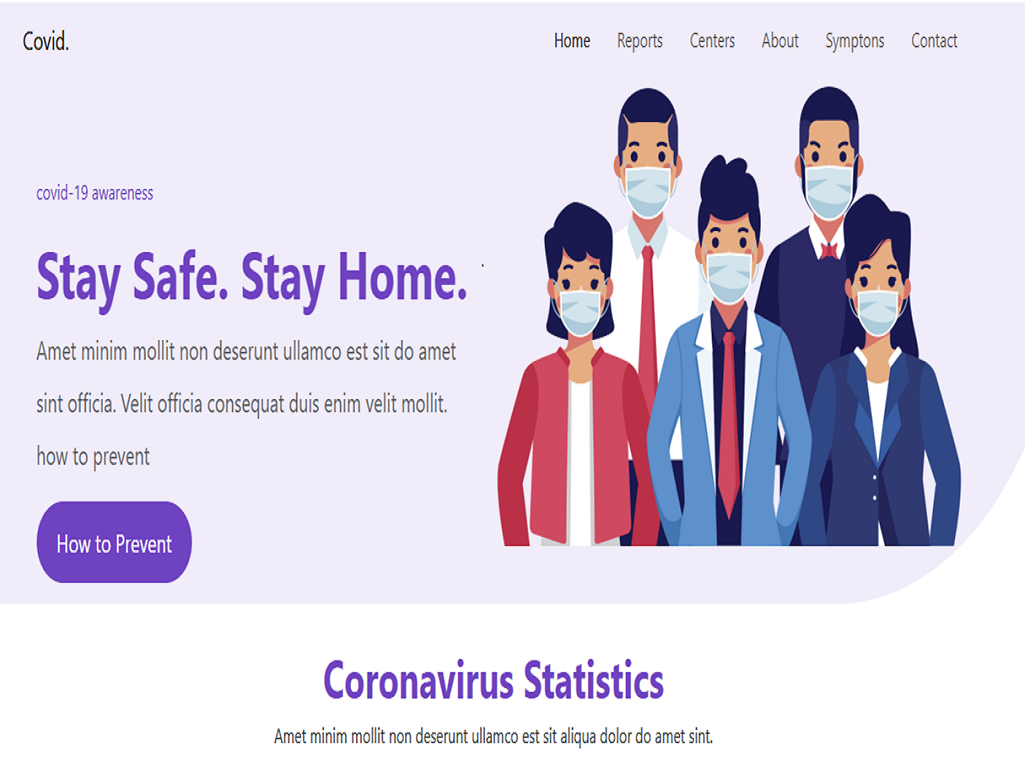 Covid.
Home Reports Centers About Symptons Contact
covid-19 awareness
Stay Safe. Stay Home.
Amet minim mollit non deserunt ullamco est sit do amet
sint officia. Velit officia consequat duis enim velit mollit.
how to prevent
How to Prevent
Coronavirus Statistics
Amet minim mollit non deserunt ullamco est sit aliqua dolor do amet sint.